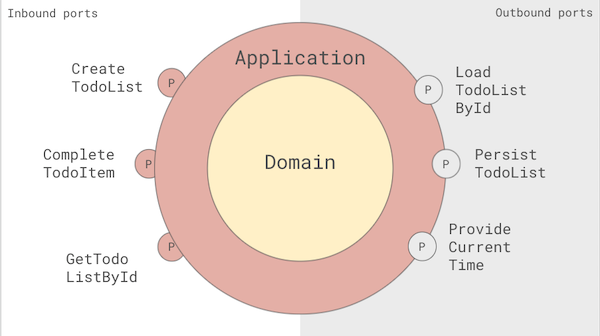 Inbound ports
Outbound ports
Application
Domain
Create
TodoList
P
Complete
TodoItem
P
GetTodo
ListById
P
P
Load
TodoList
ById
P
Persist
TodoList
P
Provide
Current
Time